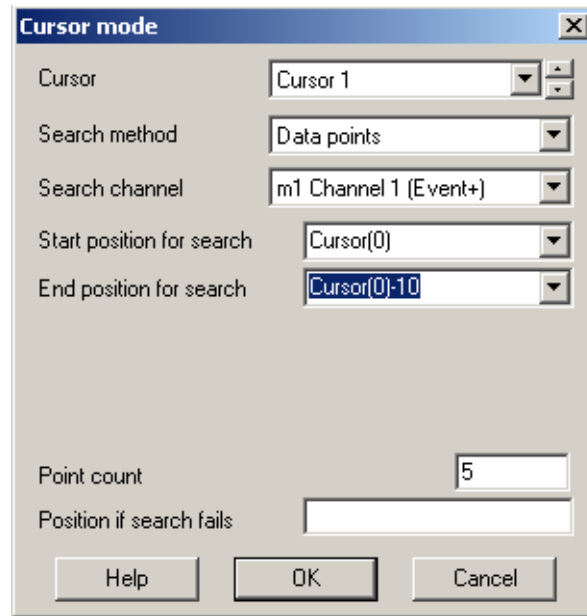 Cursor mode
Cursor Cursor 1
Search method Data points
Search channel m1 Channel 1 (Event+)
Start position for search Cursor(0)
End position for search Cursor(0)-10
Point count 5
Position if search fails
Help OK Cancel